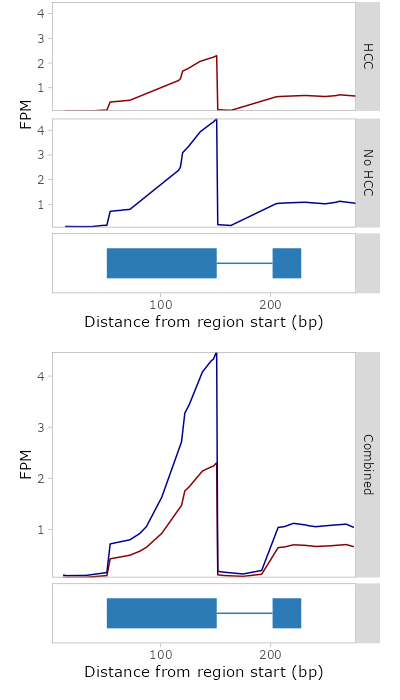 4
3
2
1
HCC
FPM
4
3
2
1
No HCC
100
200
Distance from region start (bp)
4
3
2
1
FPM
Combined
100
200
Distance from region start (bp)